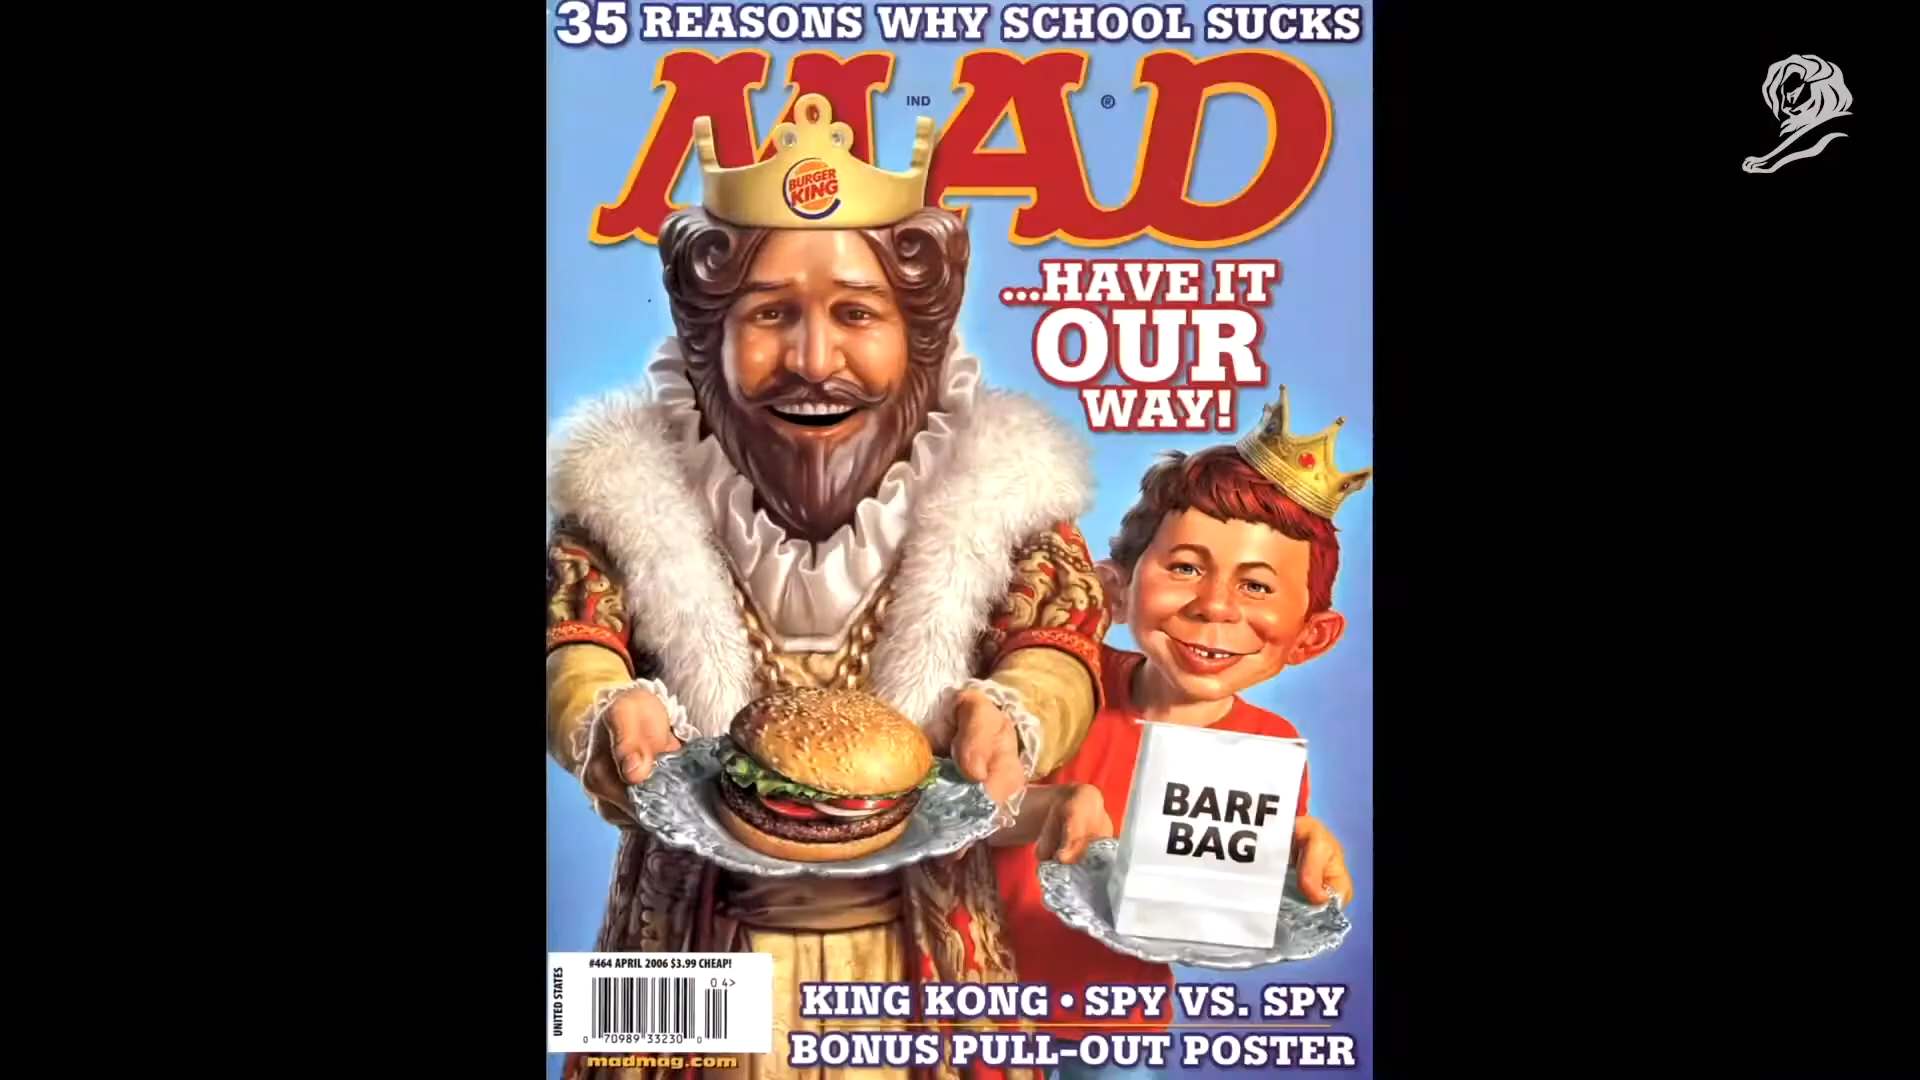 35 REASONS WHY SCHOOL SUCKS
MAD
IND
®
BURGER
KING
...HAVE IT
OUR
WAY!
BARF
BAG
#464 APRIL 2006 $3.99 CHEAP!
UNITED STATES
04>
0 70989 33230 0
madmag.com
KING KONG • SPY VS. SPY
BONUS PULL-OUT POSTER